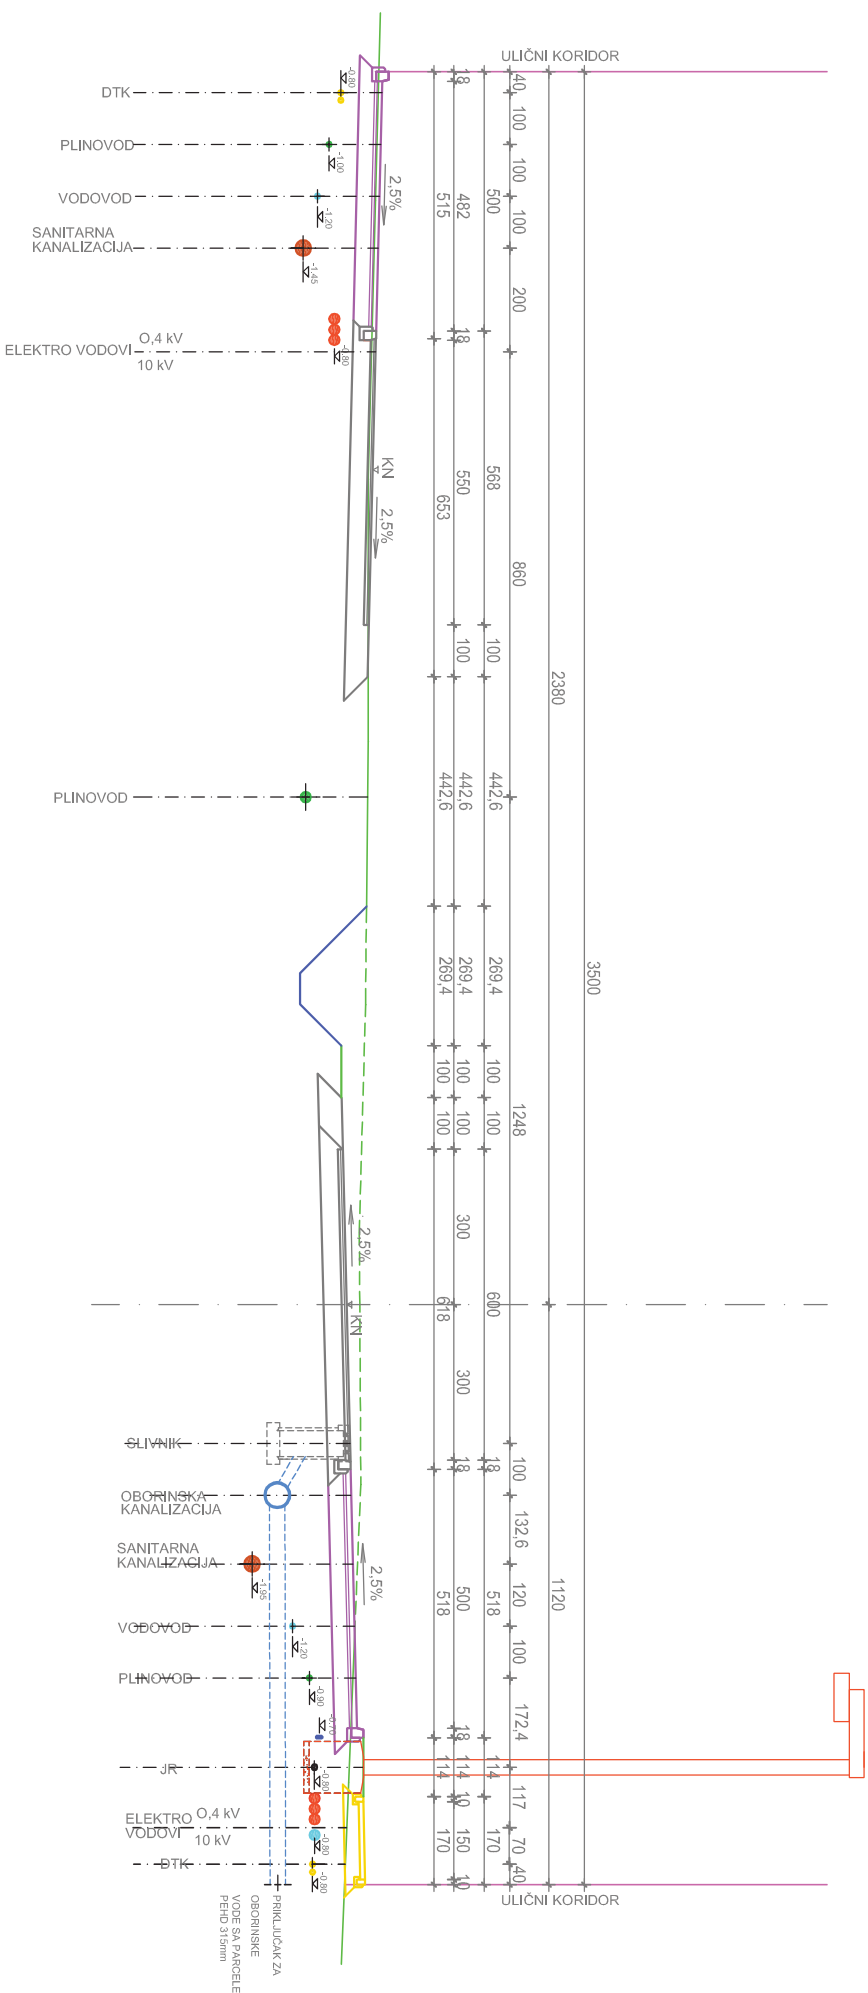 ULIČNI KORIDOR
DTK
PLINOVOD
VODOVOD
SANITARNA
KANALIZACIJA
O,4 kV
ELEKTRO VODOVI
10 kV
-0.80
-1.00
-1.20
-1.45
-0.80
2,5%
KN
2,5%
18
482
515
500
40
100
100
100
200
18
550
653
568
860
100
100
2380
PLINOVOD
442,6
442,6
442,6
269,4
269,4
269,4
3500
100
100
100
100
100
100
1248
2,5%
KN
300
618
600
300
SLIVNIK
18
18
100
OBORINSKA
KANALIZACIJA
SANITARNA
KANALIZACIJA
-1.95
132,6
2,5%
518
500
518
120
1120
VODOVOD
-1.20
100
PLINOVOD
-0.90
-0.70
172,4
18
JR
-0.80
114
114
114
117
ELEKTRO
VODOVI
O,4 kV
10 kV
-0.80
10
170
150
170
70
DTK
-0.80
10
40
ULIČNI KORIDOR
PRIKLJUČAK ZA
OBORINSKE
VODE SA PARCELE
PEHD 315mm